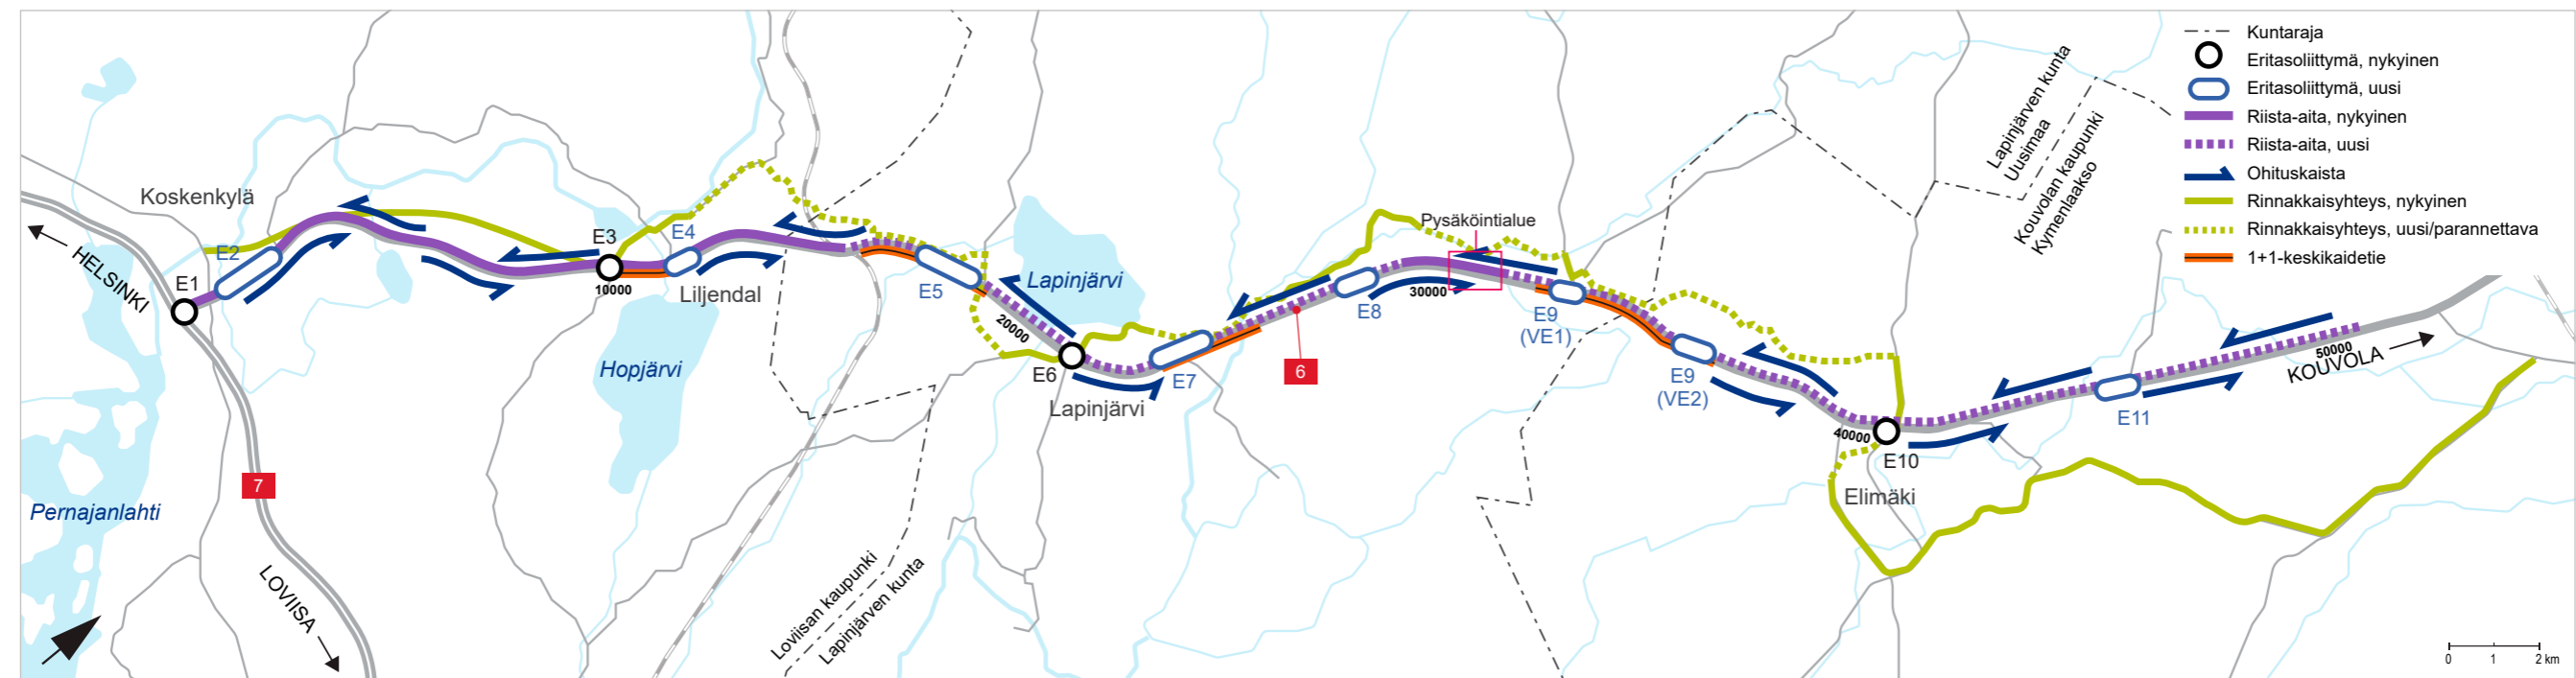 Kuntaraja
Eritasoliittymä, nykyinen
Eritasoliittymä, uusi
Riista-aita, nykyinen
Riista-aita, uusi
Ohituskaista
Rinnakkaisyhteys, nykyinen
Rinnakkaisyhteys, uusi/parannettava
1+1-keskikaidetie
Koskenkylä
HELSINKI
E1
E2
E3
10000
E4
Liljendal
Hopjärvi
Pernajanlahti
7
LOVIISA
E5
20000
Lapinjärvi
E6
Lapinjärvi
E7
Loviisan kaupunki
Lapinjärven kunta
6
E8
30000
Pysäköintialue
E9
(VE1)
E9
(VE2)
40000
E10
Elimäki
Lapinjärven kunta
Uusimaa
Kouvolan kaupunki
Kymenlaakso
E11
50000
KOUVOLA
0 1 2 km